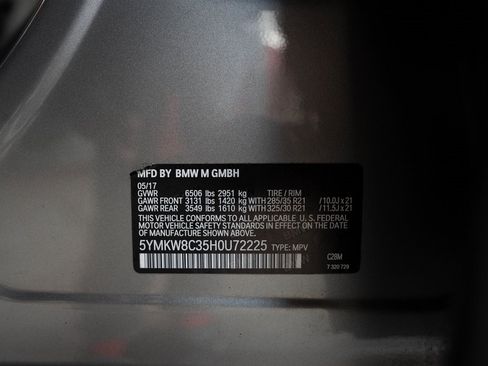 MFD BY BMW M GMBH
05/17
GVWR 6506 lbs 2951 kg TIRE / RIM
GAWR FRONT 3131 lbs 1420 kg 285/35 R21 / 10.0J x 21
GAWR REAR 3549 lbs 1610 kg 325/30 R21 / 11.5J x 21
THIS VEHICLE CONFORMS TO ALL APPLICABLE U.S. FEDERAL
MOTOR VEHICLE SAFETY STANDARDS IN EFFECT ON THE DATE
OF MANUFACTURE SHOWN ABOVE.
5YMKW8C35H0U72225 TYPE: MPV
C28M
7 320 729